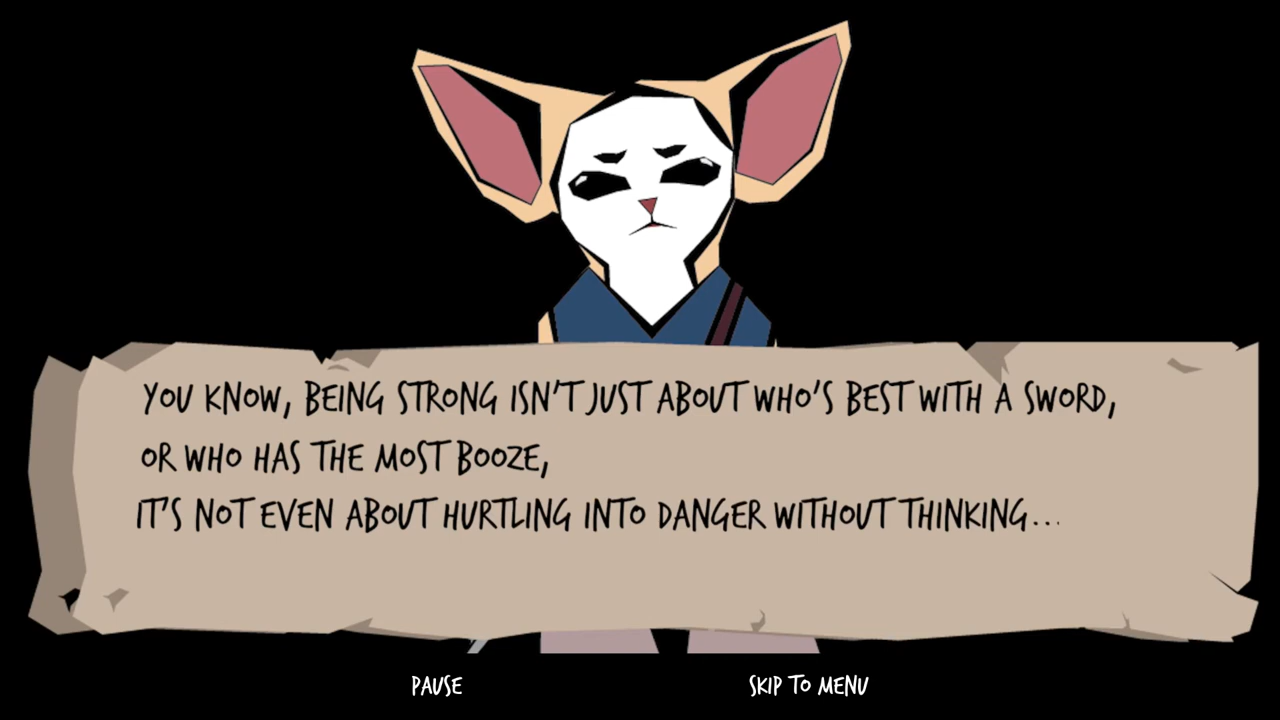 YOU KNOW, BEING STRONG ISN'T JUST ABOUT WHO'S BEST WITH A SWORD,
OR WHO HAS THE MOST BOOZE,
IT'S NOT EVEN ABOUT HURTLING INTO DANGER WITHOUT THINKING...
PAUSE
SKIP TO MENU